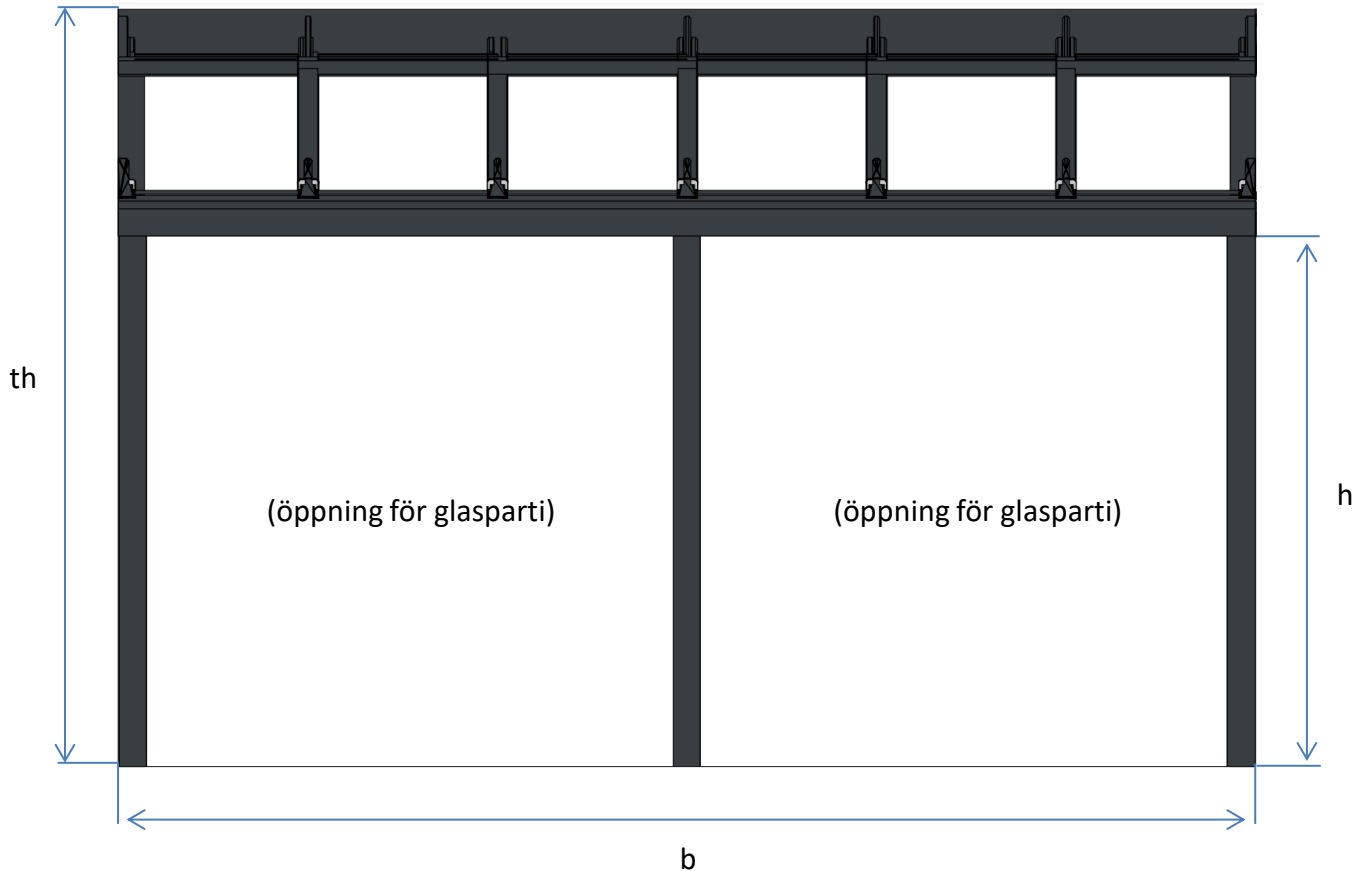 th
(öppning för glasparti)
(öppning för glasparti)
h
b